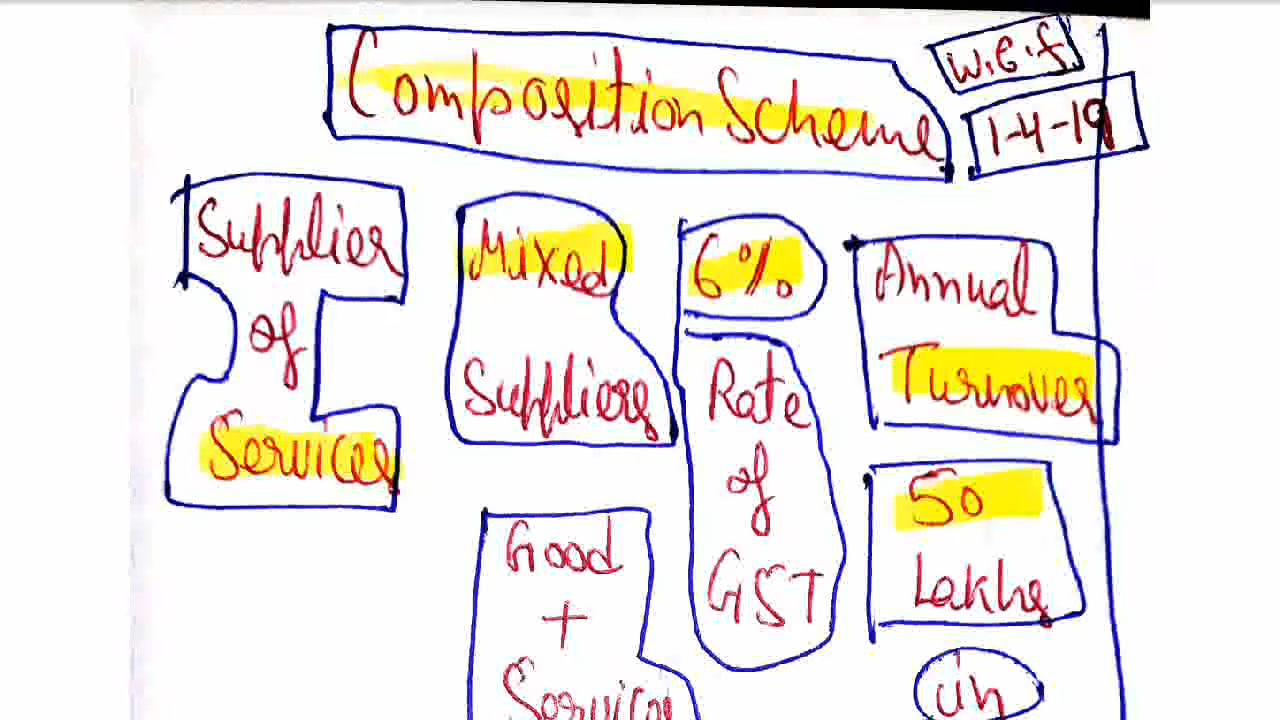 Composition Scheme
W.e.f.
1-4-19
Supplier
of
Services
Mixed
Suppliers
Good
+
Services
6%
Rate
of
GST
Annual
Turnover
50
Lakhs
in